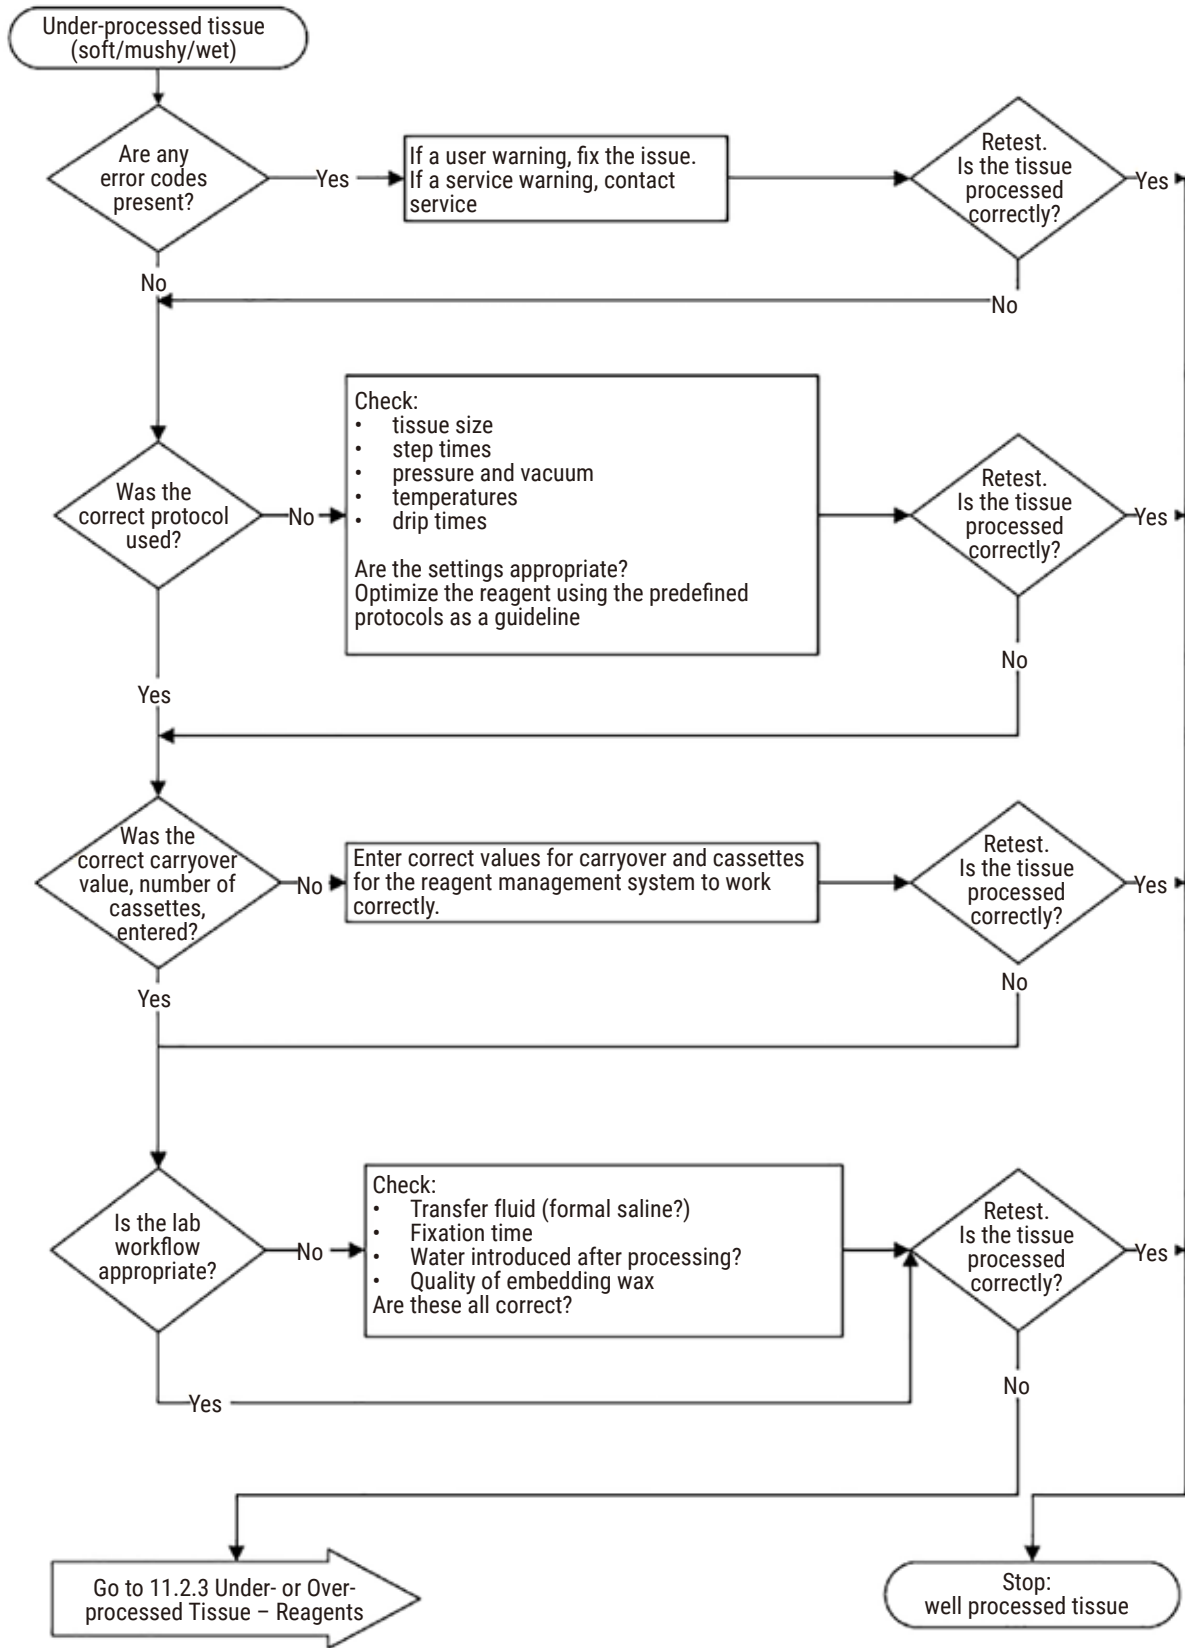 Under-processed tissue
(soft/mushy/wet)
Are any
error codes
present?
Yes
If a user warning, fix the issue.
If a service warning, contact
service
Retest.
Is the tissue
processed
correctly?
Yes
No
No
Was the
correct protocol
used?
No
Check:
• tissue size
• step times
• pressure and vacuum
• temperatures
• drip times
Are the settings appropriate?
Optimize the reagent using the predefined
protocols as a guideline
Retest.
Is the tissue
processed
correctly?
Yes
No
Yes
Was the
correct carryover
value, number of
cassettes,
entered?
No
Enter correct values for carryover and cassettes
for the reagent management system to work
correctly.
Retest.
Is the tissue
processed
correctly?
Yes
No
Yes
Is the lab
workflow
appropriate?
No
Check:
• Transfer fluid (formal saline?)
• Fixation time
• Water introduced after processing?
• Quality of embedding wax
Are these all correct?
Retest.
Is the tissue
processed
correctly?
Yes
No
Yes
Go to 11.2.3 Under- or Over-
processed Tissue – Reagents
Stop:
well processed tissue